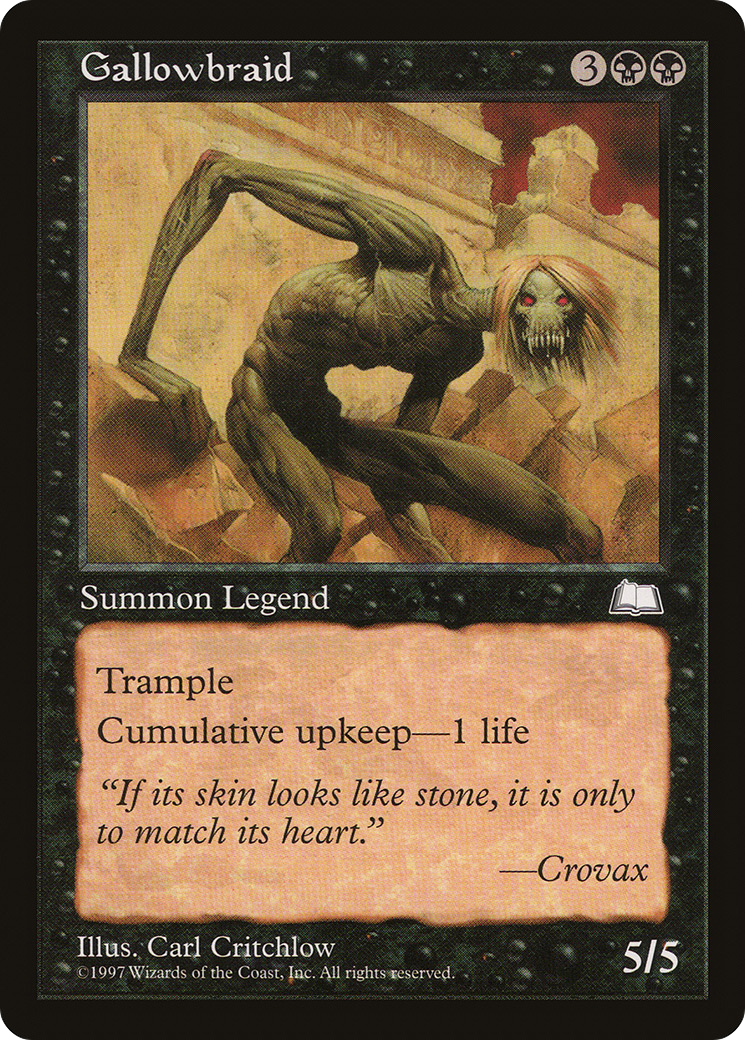 Gallowbraid 3
Summon Legend
Trample
Cumulative upkeep—1 life
“If its skin looks like stone, it is only
to match its heart.”
—Crovax
Illus. Carl Critchlow
©1997 Wizards of the Coast, Inc. All rights reserved.
5/5